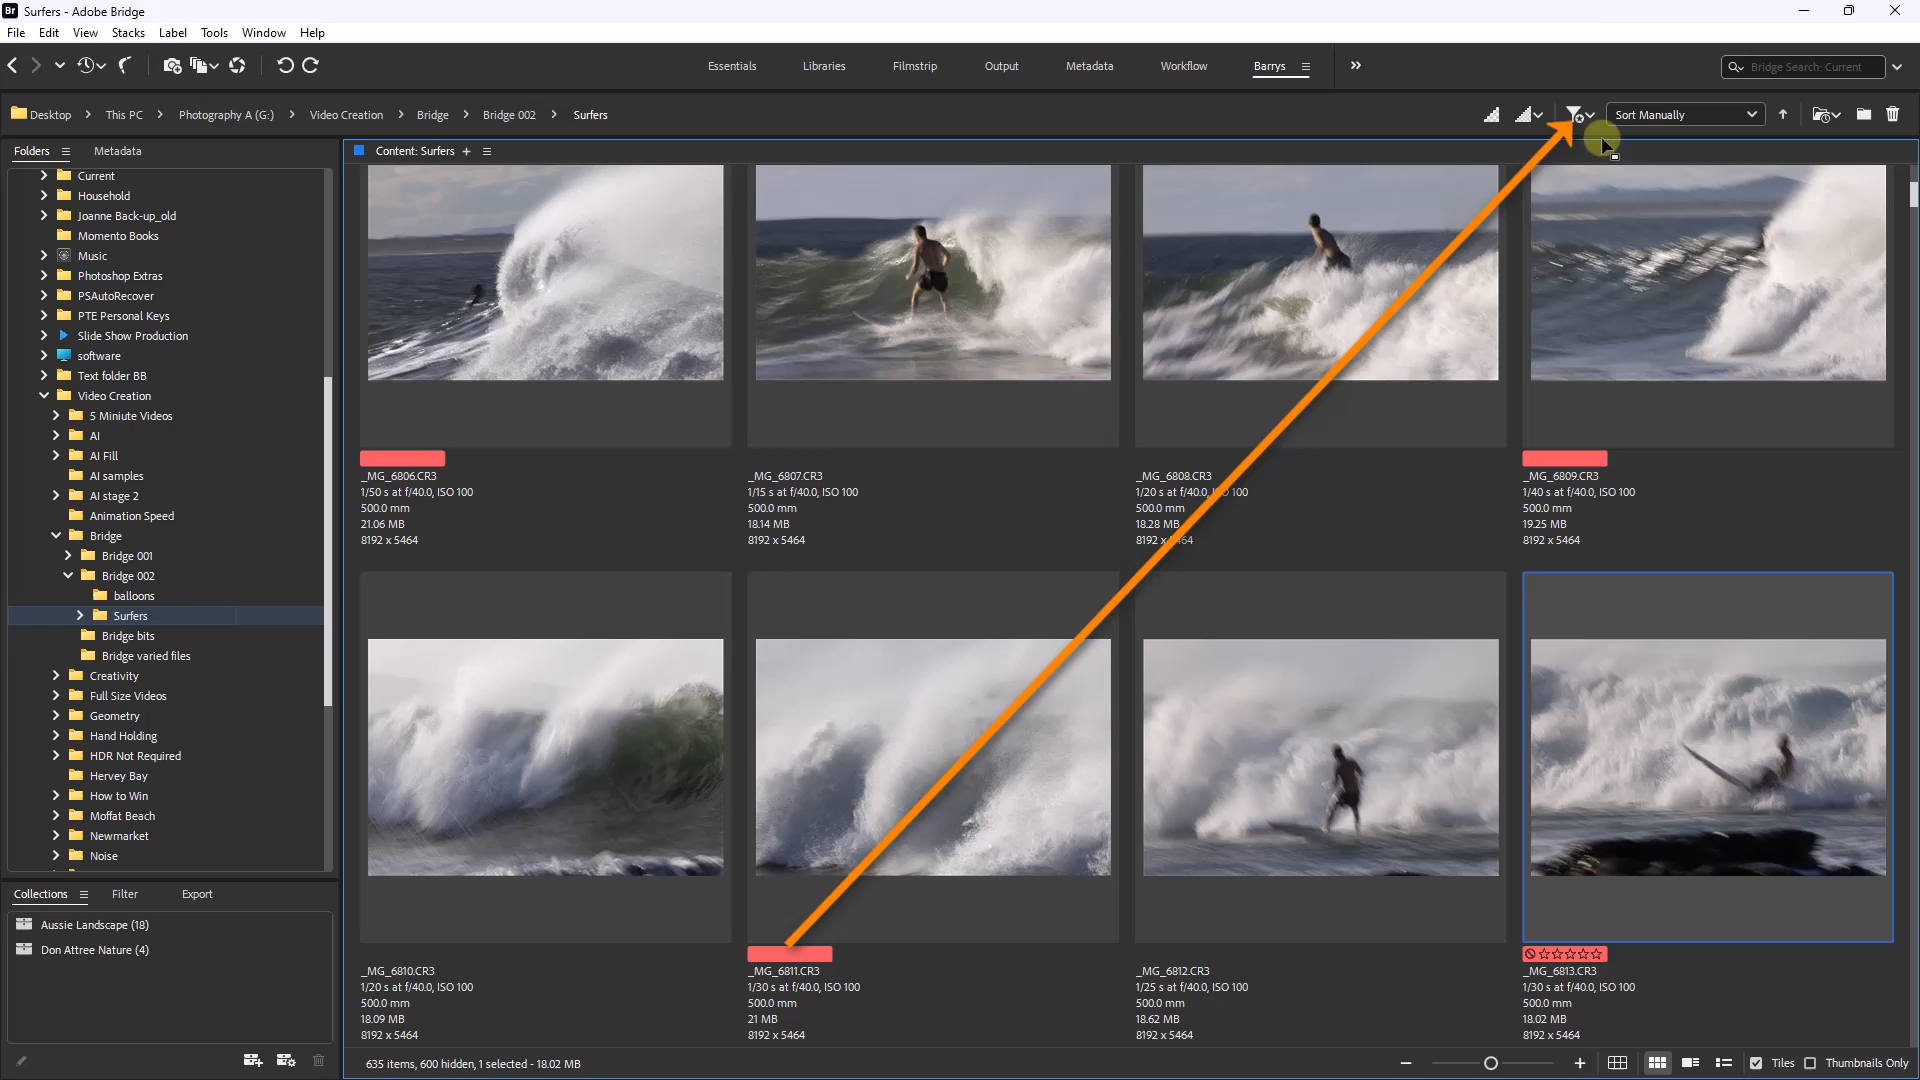 Br Surfers - Adobe Bridge
File Edit View Stacks Label Tools Window Help
Essentials Libraries Filmstrip Output Metadata Workflow Barrys Bridge Search: Current
Desktop This PC Photography A (G:) Video Creation Bridge Bridge 002 Surfers Sort Manually
Folders Metadata
Content: Surfers
Current
Household
Joanne Back-up_old
Momento Books
Music
Photoshop Extras
PSAutoRecover
PTE Personal Keys
Slide Show Production
software
Text folder BB
Video Creation
5 Miniute Videos
AI
AI Fill
AI samples
AI stage 2
Animation Speed
Bridge
Bridge 001
Bridge 002
balloons
Surfers
Bridge bits
Bridge varied files
Creativity
Full Size Videos
Geometry
Hand Holding
HDR Not Required
Hervey Bay
How to Win
Moffat Beach
Newmarket
Noise
Collections Filter Export
Aussie Landscape (18)
Don Attree Nature (4)
_MG_6806.CR3
1/50 s at f/40.0, ISO 100
500.0 mm
21.06 MB
8192 x 5464
_MG_6807.CR3
1/15 s at f/40.0, ISO 100
500.0 mm
18.14 MB
8192 x 5464
_MG_6808.CR3
1/20 s at f/40.0, ISO 100
500.0 mm
18.28 MB
8192 x 5464
_MG_6809.CR3
1/40 s at f/40.0, ISO 100
500.0 mm
19.25 MB
8192 x 5464
_MG_6810.CR3
1/20 s at f/40.0, ISO 100
500.0 mm
18.09 MB
8192 x 5464
_MG_6811.CR3
1/30 s at f/40.0, ISO 100
500.0 mm
21 MB
8192 x 5464
_MG_6812.CR3
1/25 s at f/40.0, ISO 100
500.0 mm
18.62 MB
8192 x 5464
_MG_6813.CR3
1/30 s at f/40.0, ISO 100
500.0 mm
18.02 MB
8192 x 5464
635 items, 600 hidden, 1 selected - 18.02 MB
Tiles Thumbnails Only